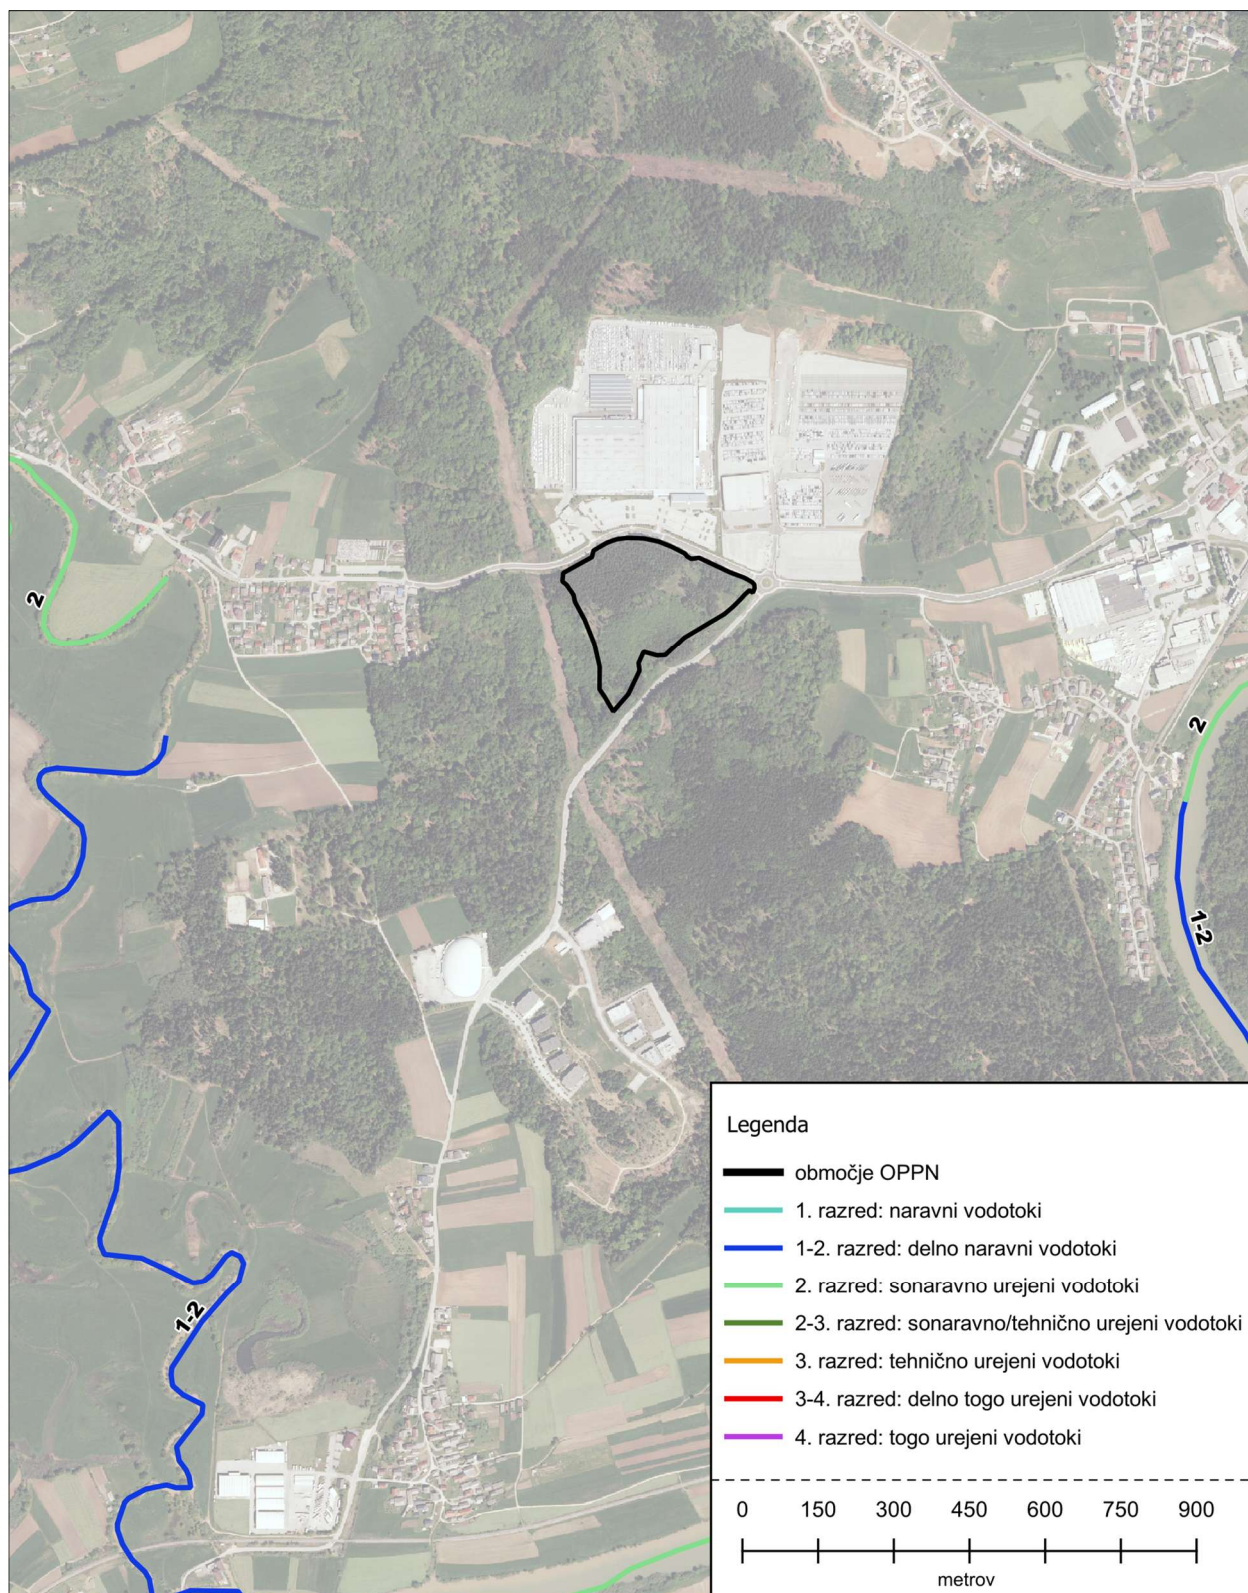 2
2
1-2
1-2
Legenda
območje OPPN
1. razred: naravni vodotoki
1-2. razred: delno naravni vodotoki
2. razred: sonaravno urejeni vodotoki
2-3. razred: sonaravno/tehnično urejeni vodotoki
3. razred: tehnično urejeni vodotoki
3-4. razred: delno togo urejeni vodotoki
4. razred: togo urejeni vodotoki
0 150 300 450 600 750 900
metrov